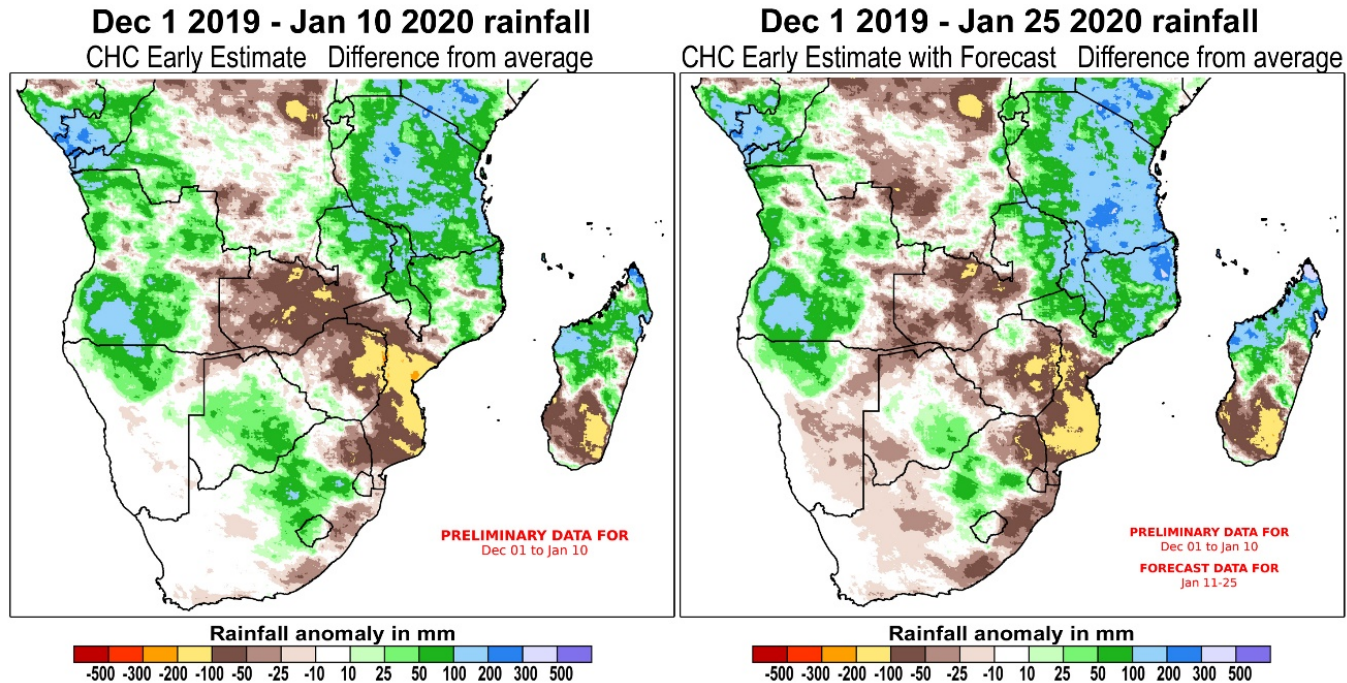 Dec 1 2019 - Jan 10 2020 rainfall
CHC Early Estimate Difference from average
PRELIMINARY DATA FOR
Dec 01 to Jan 10
Rainfall anomaly in mm
-500 -300 -200 -100 -50 -25 -10 10 25 50 100 200 300 500
Dec 1 2019 - Jan 25 2020 rainfall
CHC Early Estimate with Forecast Difference from average
PRELIMINARY DATA FOR
Dec 01 to Jan 10
FORECAST DATA FOR
Jan 11-25
Rainfall anomaly in mm
-500 -300 -200 -100 -50 -25 -10 10 25 50 100 200 300 500